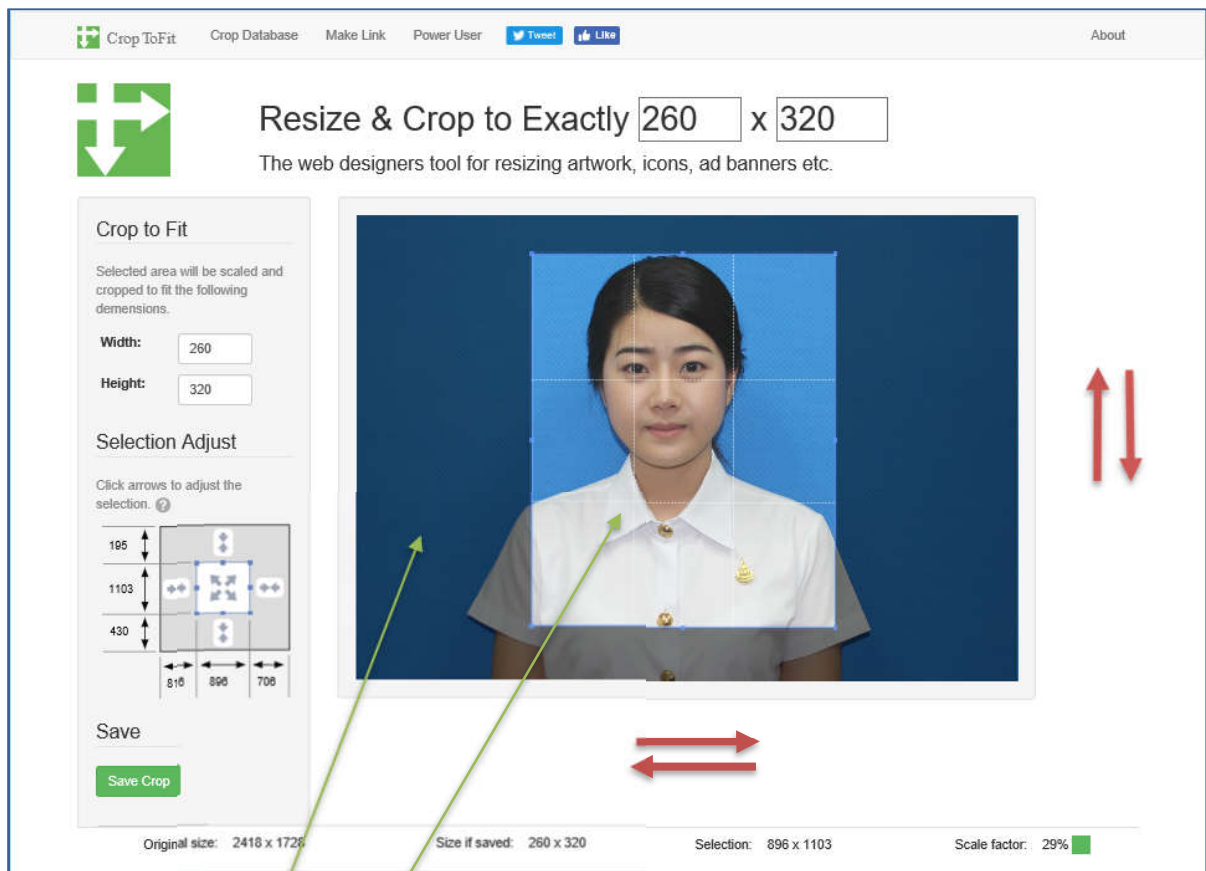 Crop ToFit Crop Database Make Link Power User Tweet Like About
Resize & Crop to Exactly 260 x 320
The web designers tool for resizing artwork, icons, ad banners etc.
Crop to Fit
Selected area will be scaled and
cropped to fit the following
demensions.
Width: 260
Height: 320
Selection Adjust
Click arrows to adjust the
selection. ?
195
1103
430
816 896 706
Save
Save Crop
Original size: 2418 x 1728 Size if saved: 260 x 320 Selection: 896 x 1103 Scale factor: 29%